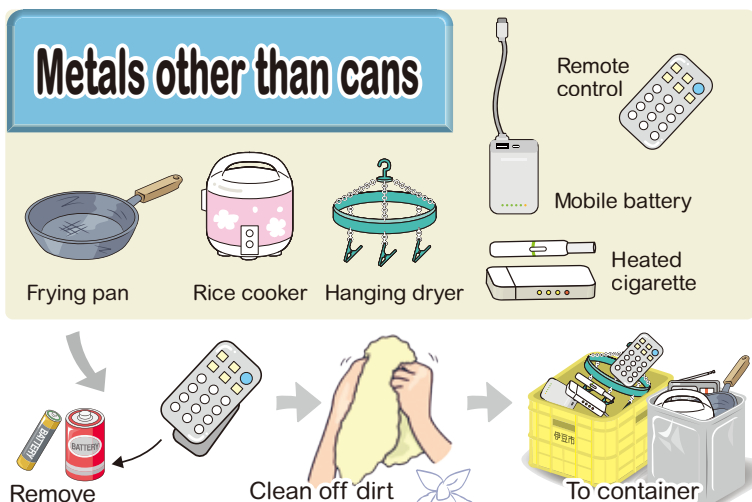 Metals other than cans
Remote
control
Mobile battery
Heated
cigarette
Frying pan
Rice cooker
Hanging dryer
BATTERY
BATTERY
Remove
Clean off dirt
伊豆市
To container